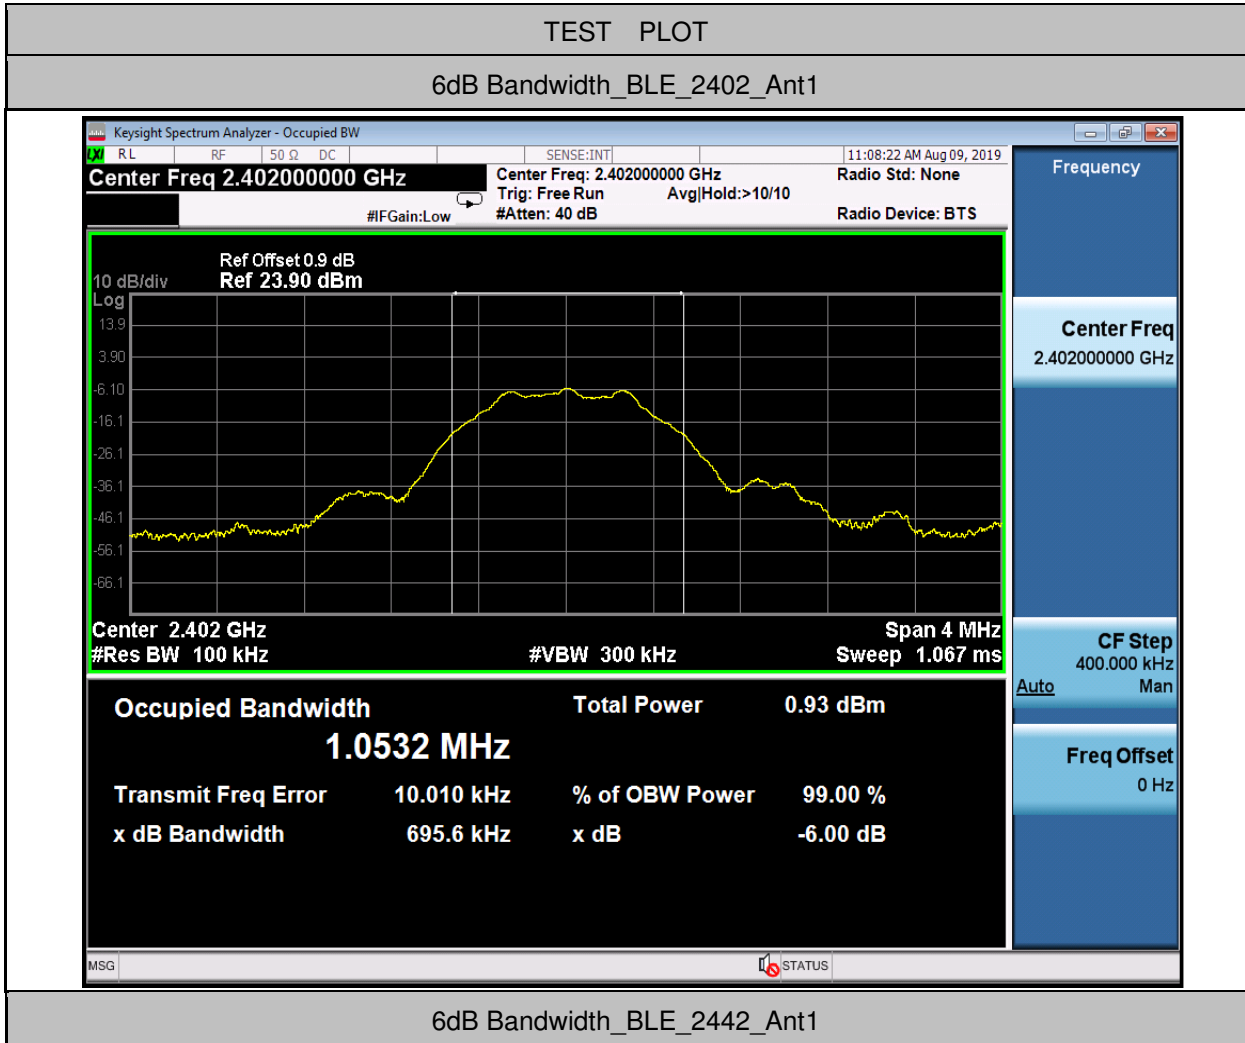 TEST PLOT
6dB Bandwidth_BLE_2402_Ant1
Keysight Spectrum Analyzer - Occupied BW
LXI RL RF 50 Ω DC SENSE:INT 11:08:22 AM Aug 09, 2019
Center Freq 2.402000000 GHz
Center Freq: 2.402000000 GHz
Radio Std: None
Trig: Free Run Avg|Hold:>10/10
#IFGain:Low
#Atten: 40 dB
Radio Device: BTS
Ref Offset 0.9 dB
10 dB/div Ref 23.90 dBm
Log
13.9
3.90
-6.10
-16.1
-26.1
-36.1
-46.1
-56.1
-66.1
Center 2.402 GHz Span 4 MHz
#Res BW 100 kHz #VBW 300 kHz Sweep 1.067 ms
Occupied Bandwidth Total Power 0.93 dBm
1.0532 MHz
Transmit Freq Error 10.010 kHz % of OBW Power 99.00 %
x dB Bandwidth 695.6 kHz x dB -6.00 dB
Frequency
Center Freq
2.402000000 GHz
CF Step
400.000 kHz
Auto Man
Freq Offset
0 Hz
MSG STATUS
6dB Bandwidth_BLE_2442_Ant1